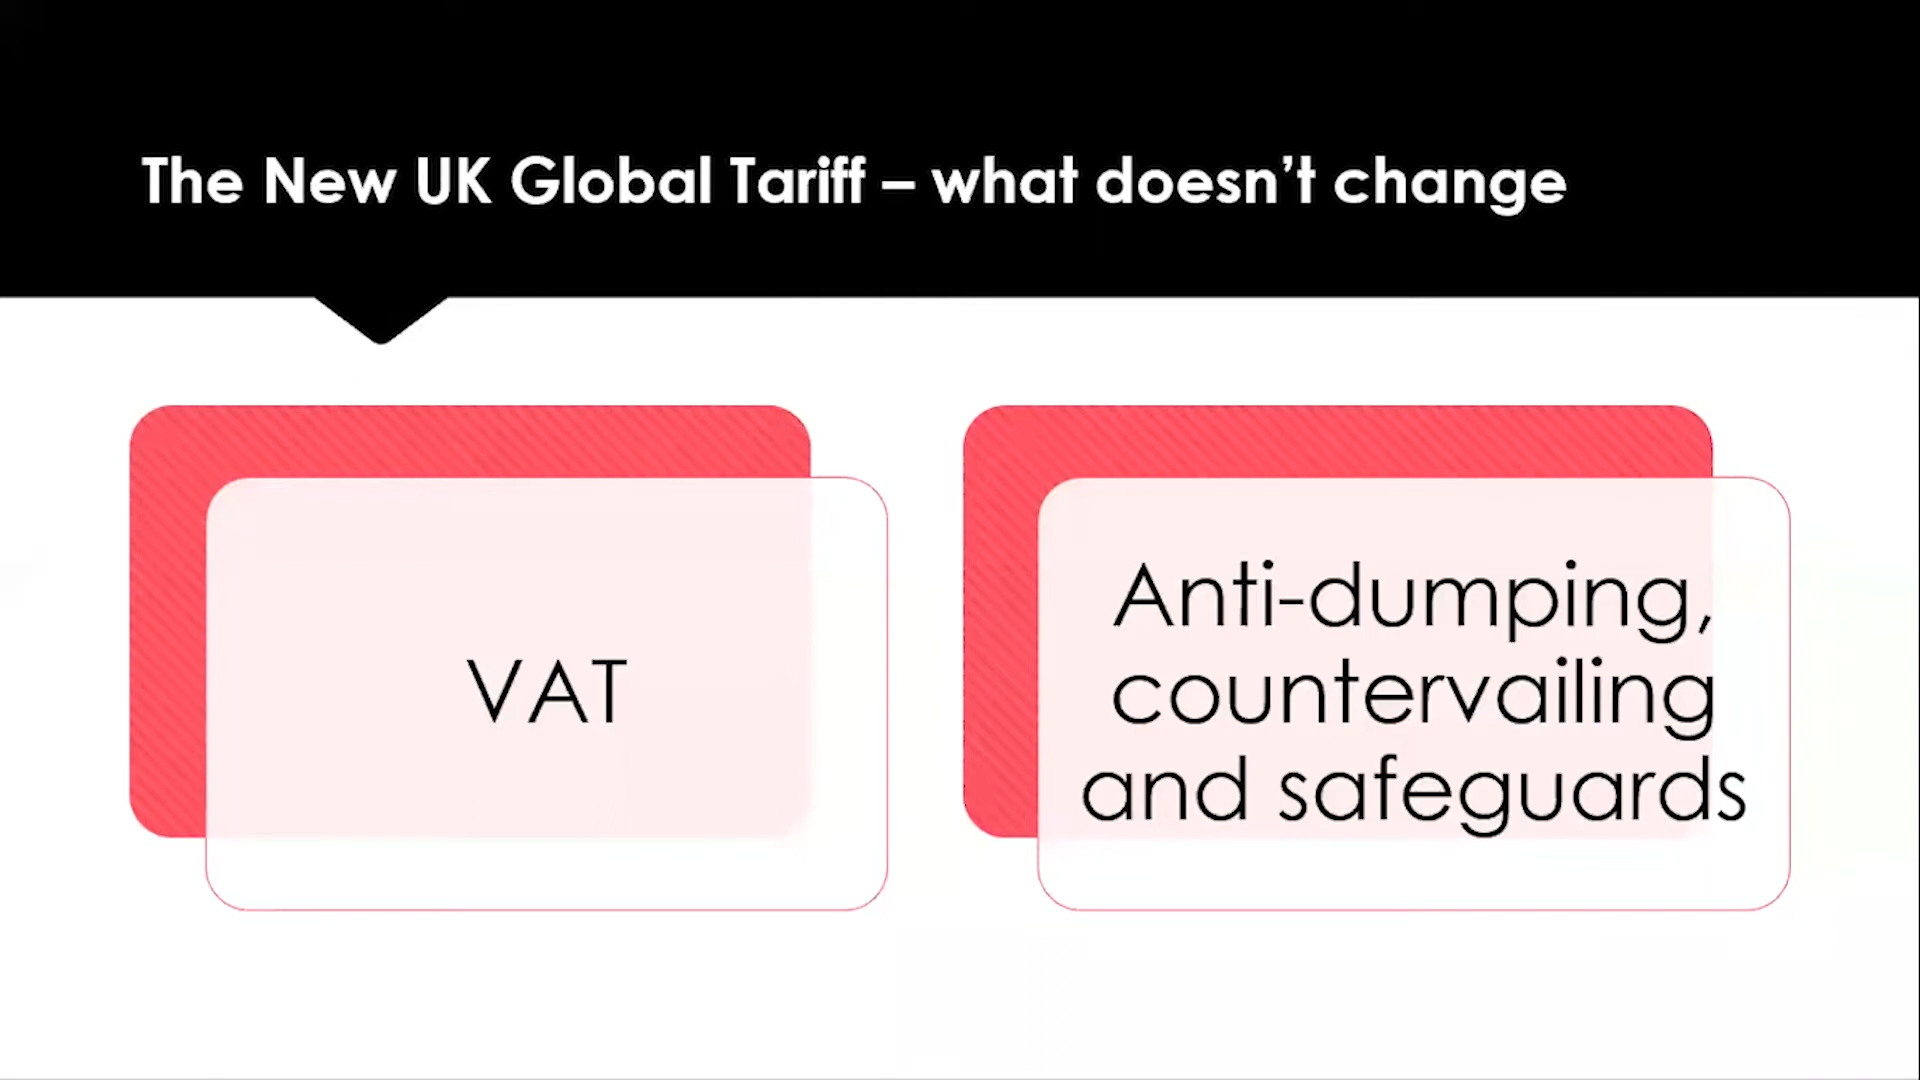 The New UK Global Tariff – what doesn’t change
VAT
Anti-dumping,
countervailing
and safeguards